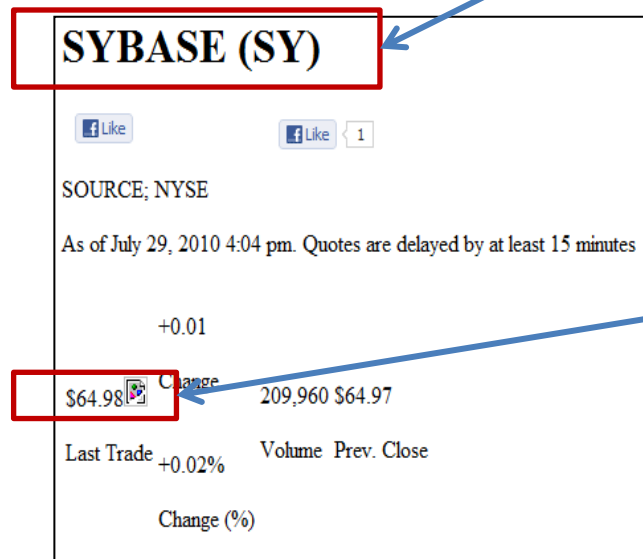 SYBASE (SY)
Like
Like 1
SOURCE; NYSE
As of July 29, 2010 4:04 pm. Quotes are delayed by at least 15 minutes
+0.01
Change
$64.98 209,960 $64.97
Last Trade +0.02% Volume Prev. Close
Change (%)